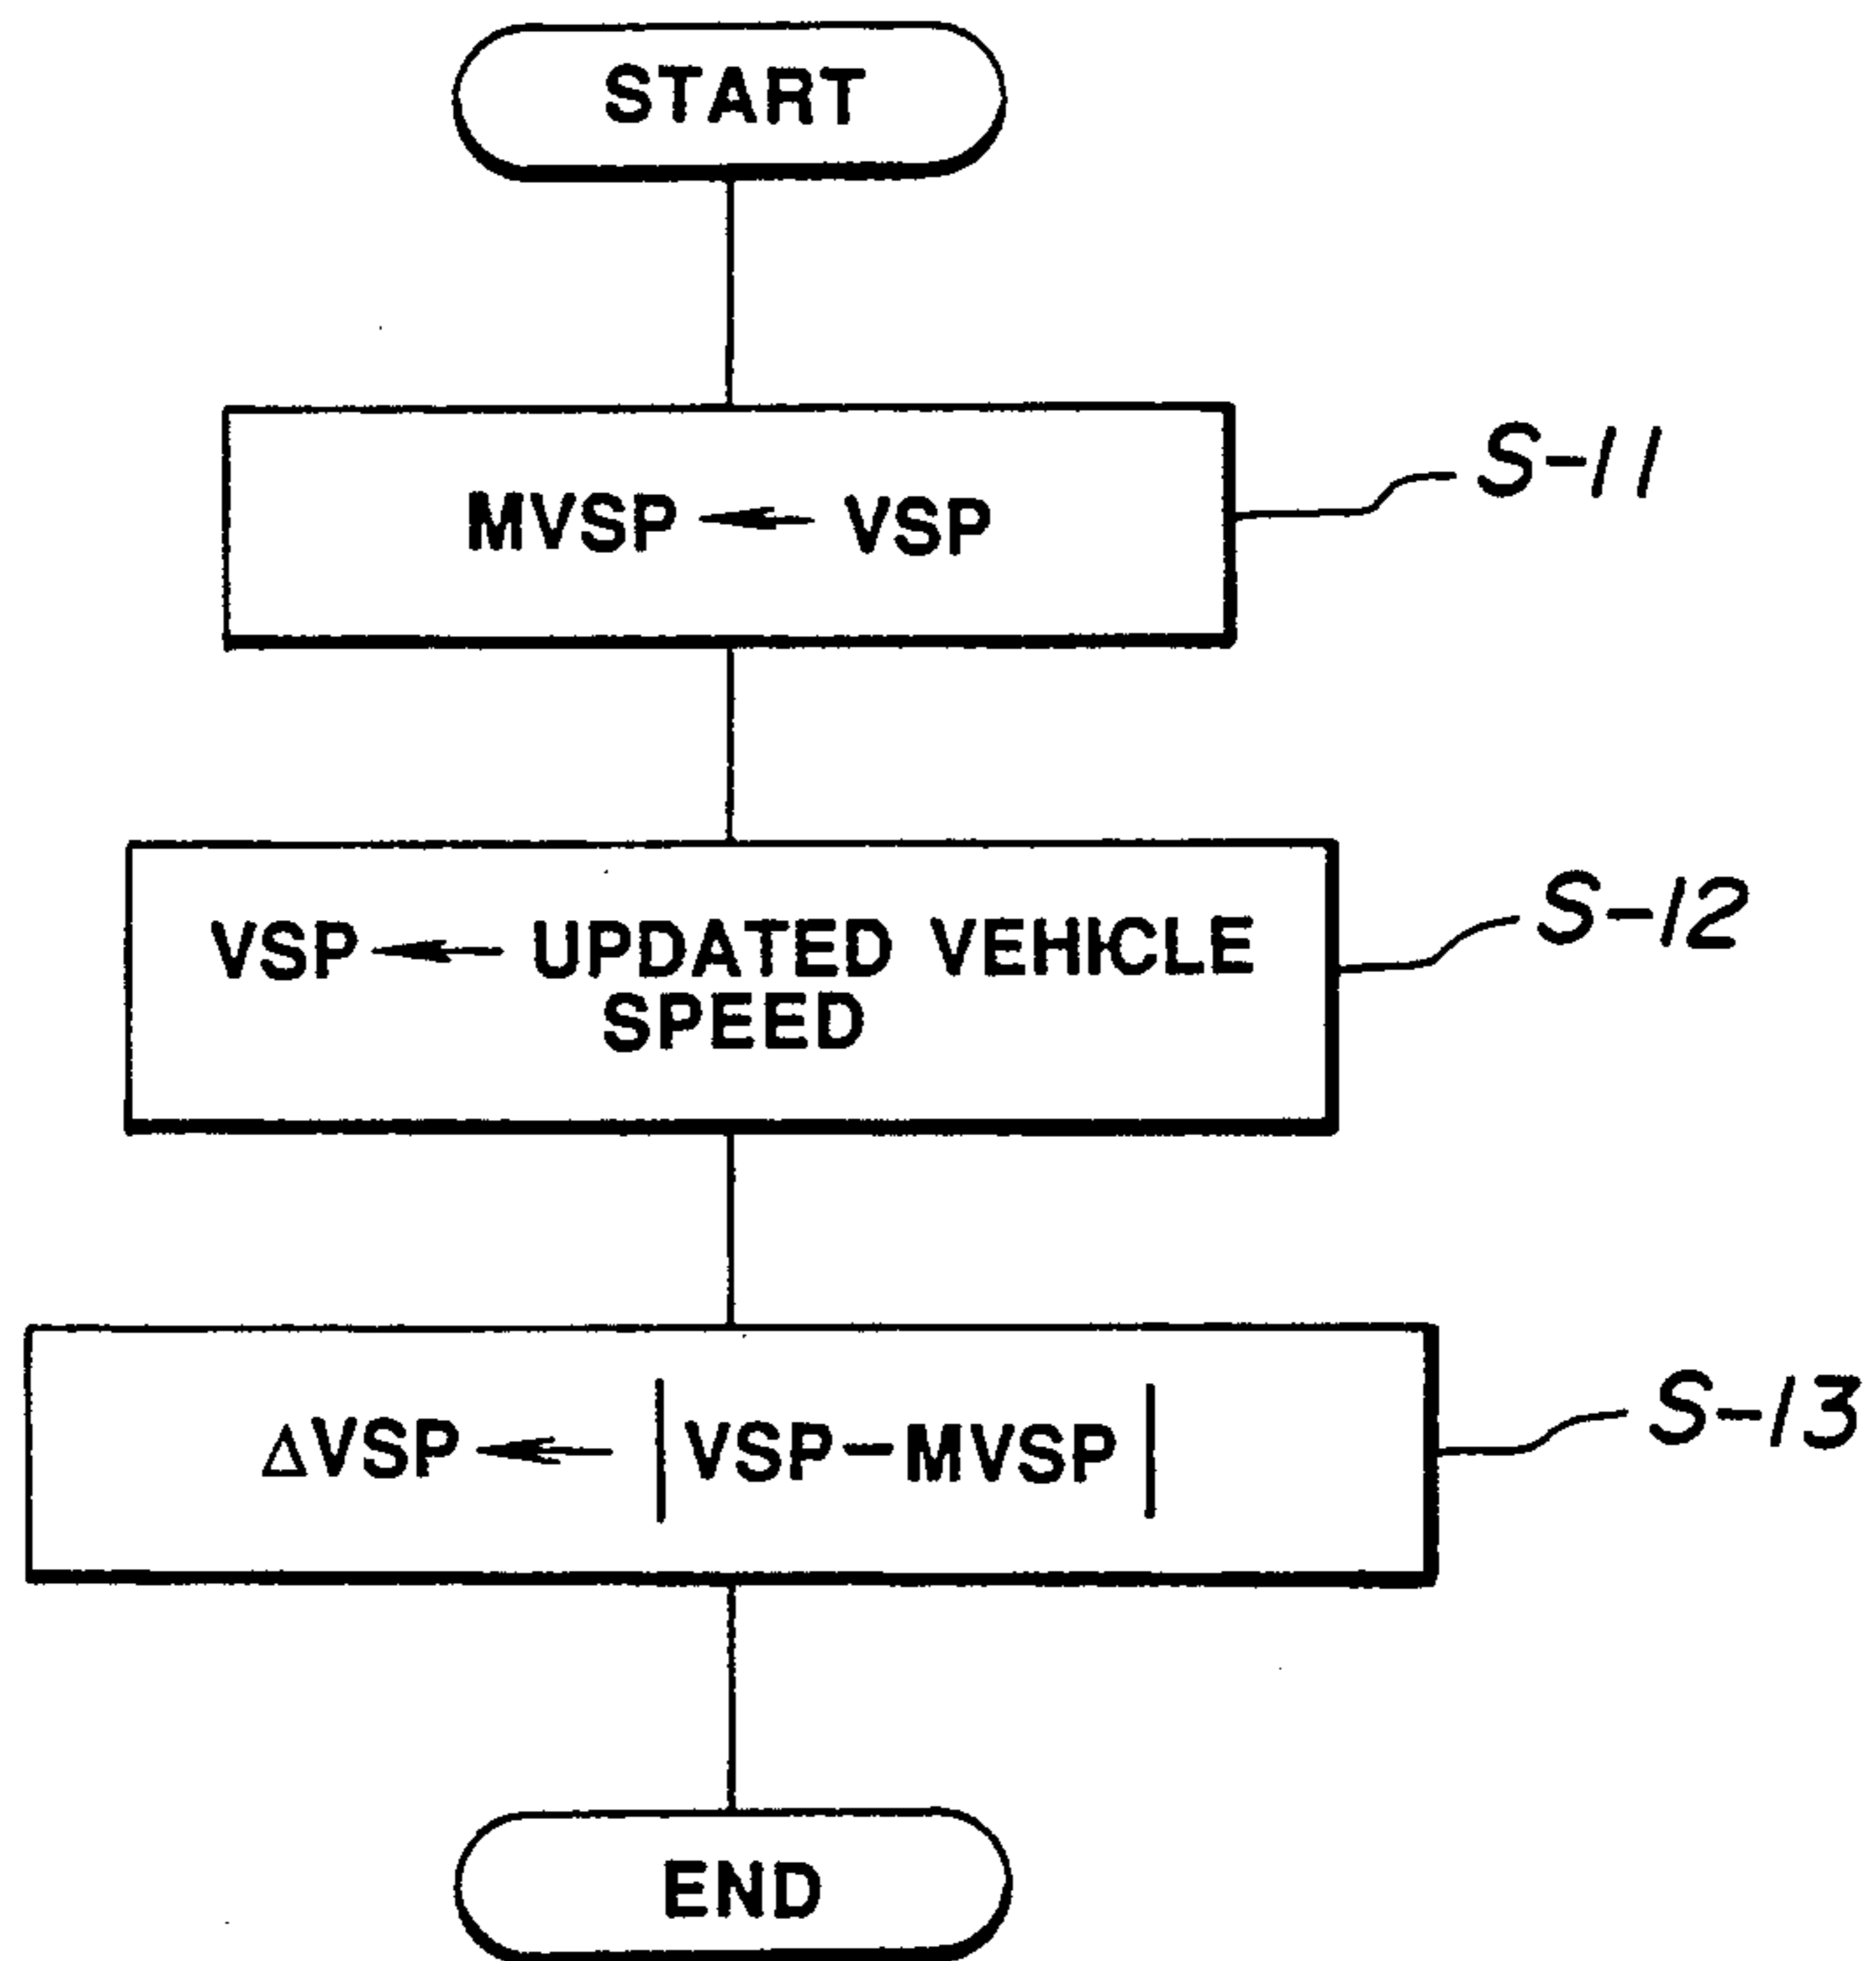 START
MVSP ← VSP
S-11
VSP ← UPDATED VEHICLE
SPEED
S-12
ΔVSP ← |VSP-MVSP|
S-13
END